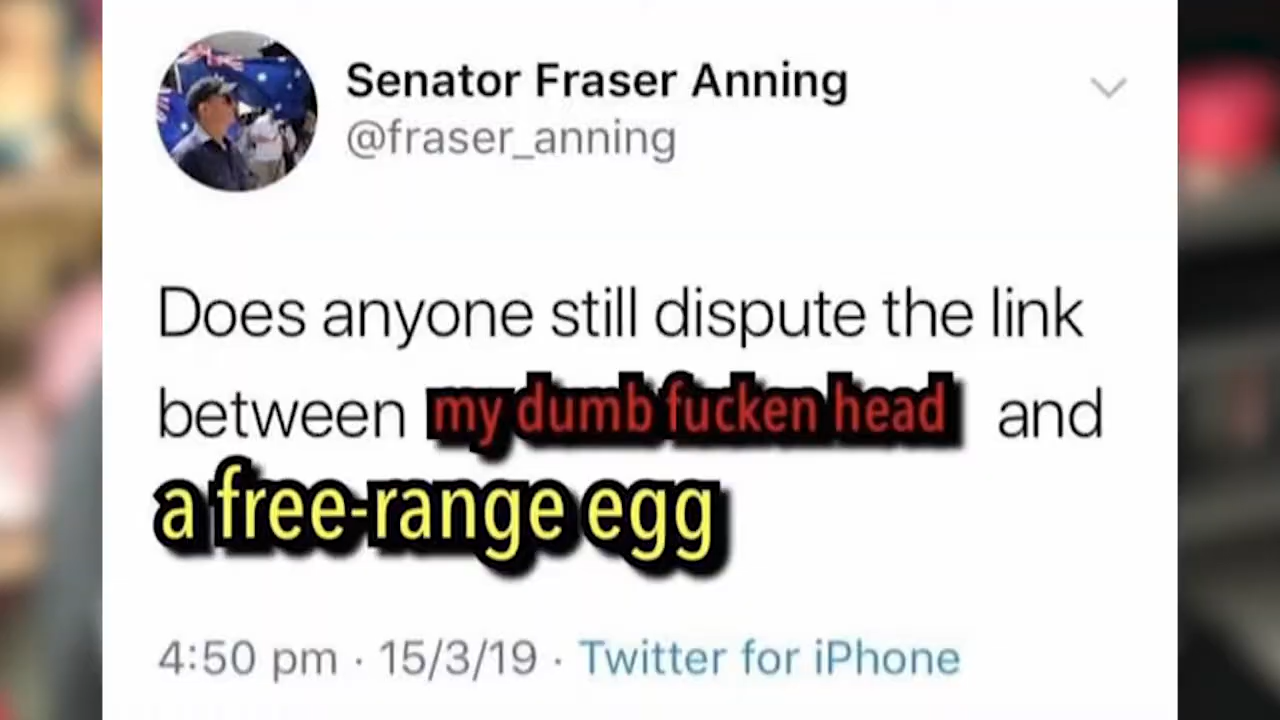 Senator Fraser Anning
@fraser_anning
Does anyone still dispute the link
between my dumb fucken head and
a free-range egg
4:50 pm · 15/3/19 · Twitter for iPhone